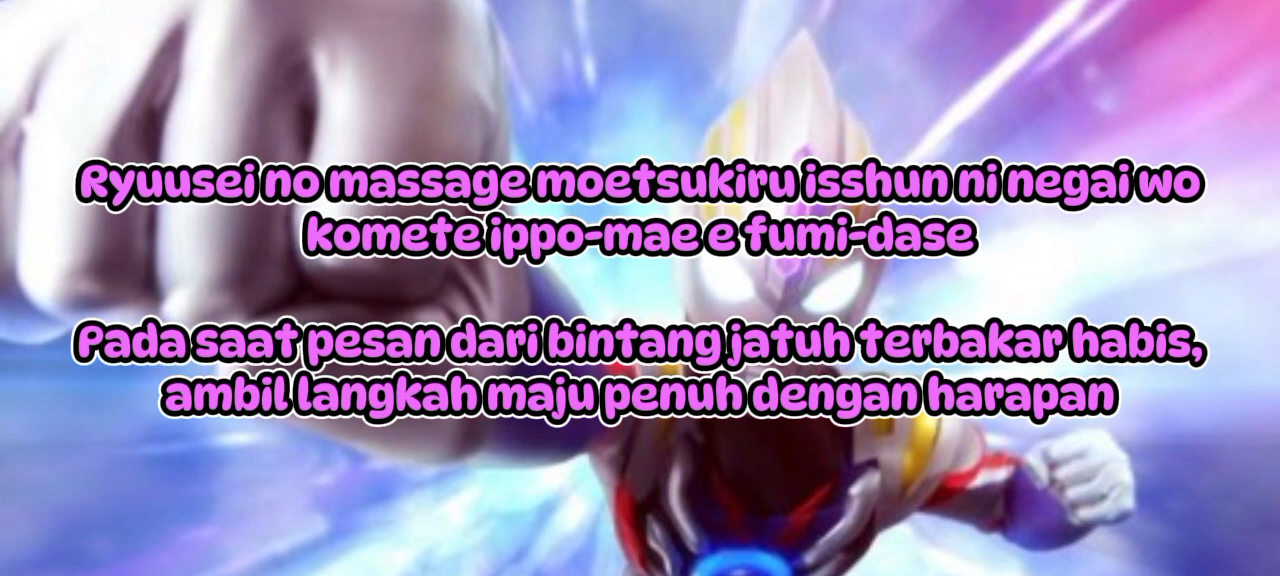 Ryuusei no massage moetsukiru isshun ni negai wo
komete ippo-mae e fumi-dase
Pada saat pesan dari bintang jatuh terbakar habis,
ambil langkah maju penuh dengan harapan